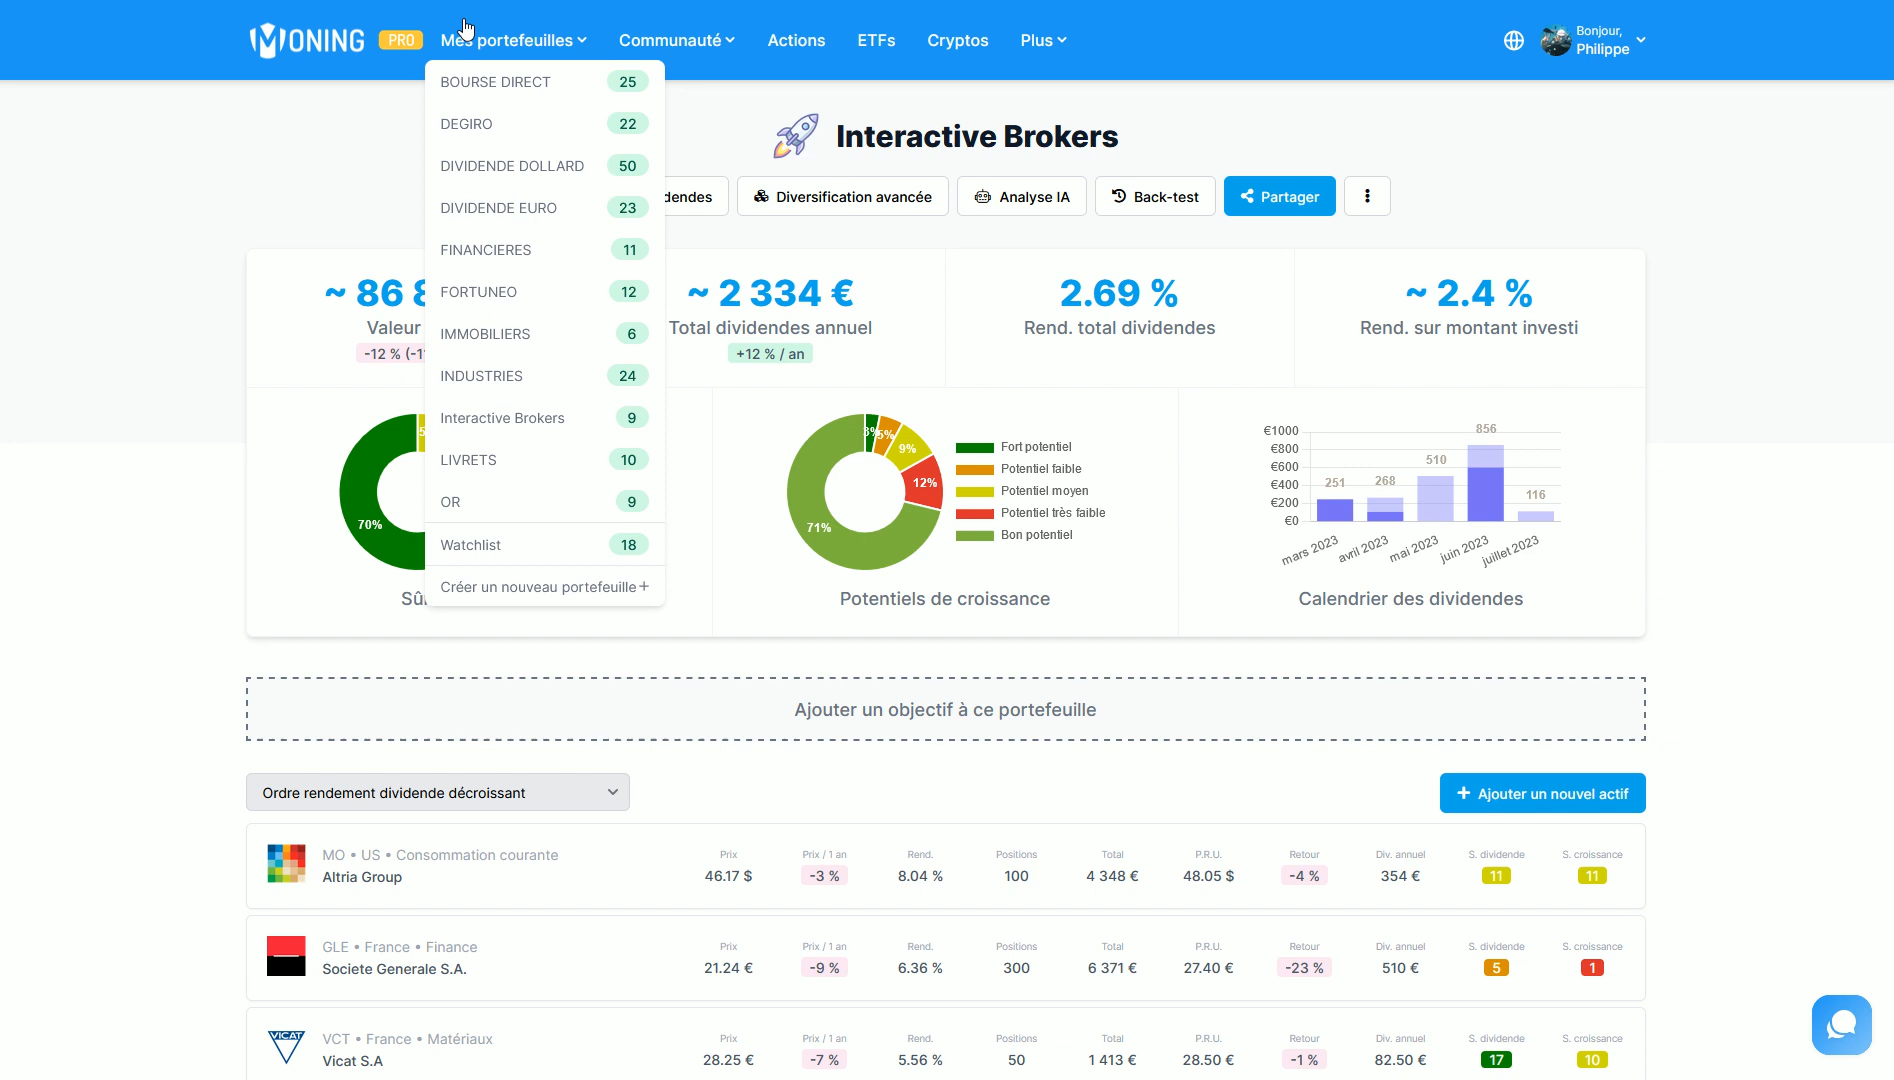 MONING PRO Mes portefeuilles Communauté Actions ETFs Cryptos Plus
Bonjour,
Philippe
BOURSE DIRECT 25
DEGIRO 22
DIVIDENDE DOLLARD 50
DIVIDENDE EURO 23
FINANCIERES 11
FORTUNEO 12
IMMOBILIERS 6
INDUSTRIES 24
Interactive Brokers 9
LIVRETS 10
OR 9
Watchlist 18
Créer un nouveau portefeuille +
Interactive Brokers
Diversification avancée Analyse IA Back-test Partager
~ 86 8
Valeur
-12 %
~ 2 334 €
Total dividendes annuel
+12 % / an
2.69 %
Rend. total dividendes
~ 2.4 %
Rend. sur montant investi
70%
3% 5% 9% 12% 71%
Fort potentiel
Potentiel faible
Potentiel moyen
Potentiel très faible
Bon potentiel
Potentiels de croissance
€1000
€800
€600
€400
€200
€0
251 268 510 856 116
mars 2023 avril 2023 mai 2023 juin 2023 juillet 2023
Calendrier des dividendes
Ajouter un objectif à ce portefeuille
Ordre rendement dividende décroissant
+ Ajouter un nouvel actif
MO • US • Consommation courante
Altria Group
Prix Prix / 1 an Rend. Positions Total P.R.U. Retour Div. annuel S. dividende S. croissance
46.17 $ -3 % 8.04 % 100 4 348 € 48.05 $ -4 % 354 € 11 11
GLE • France • Finance
Societe Generale S.A.
Prix Prix / 1 an Rend. Positions Total P.R.U. Retour Div. annuel S. dividende S. croissance
21.24 € -9 % 6.36 % 300 6 371 € 27.40 € -23 % 510 € 5 1
VICAT
VCT • France • Matériaux
Vicat S.A
Prix Prix / 1 an Rend. Positions Total P.R.U. Retour Div. annuel S. dividende S. croissance
28.25 € -7 % 5.56 % 50 1 413 € 28.50 € -1 % 82.50 € 17 10